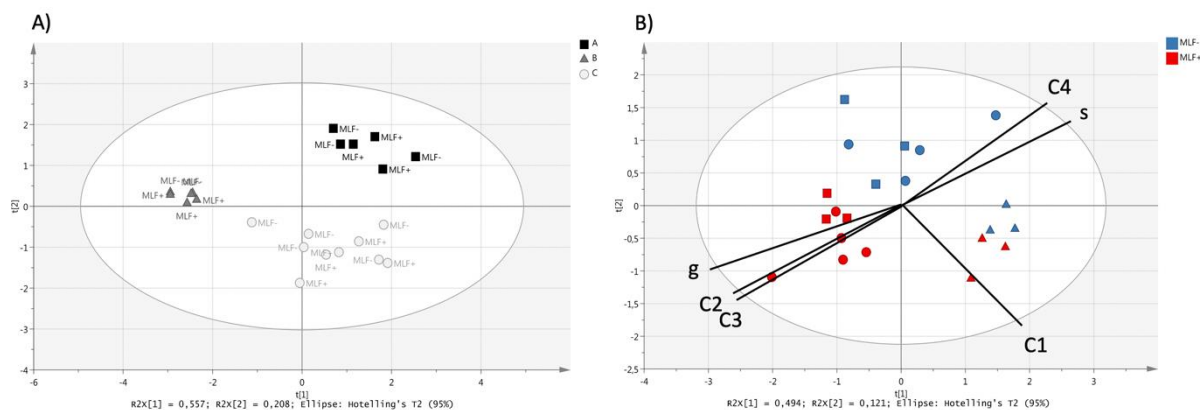 A)
A
B
C
t[2]
3
2
1
0
-1
-2
-3
-4
-6
-4
-2
0
2
4
MLF-
MLF+
MLF-
MLF+
MLF-
MLF+
MLF-
MLF-
MLF+
MLF+
MLF+
MLF-
MLF-
MLF-
MLF-
MLF+
MLF+
MLF-
MLF+
MLF+
t[1]
R2X[1] = 0,557; R2X[2] = 0,208; Ellipse: Hotelling's T2 (95%)
B)
MLF-
MLF+
t[2]
2
1,5
1
0,5
0
-0,5
-1
-1,5
-2
-2,5
-4
-3
-2
-1
0
1
2
3
C4
s
g
C2
C3
C1
t[1]
R2X[1] = 0,494; R2X[2] = 0,121; Ellipse: Hotelling's T2 (95%)